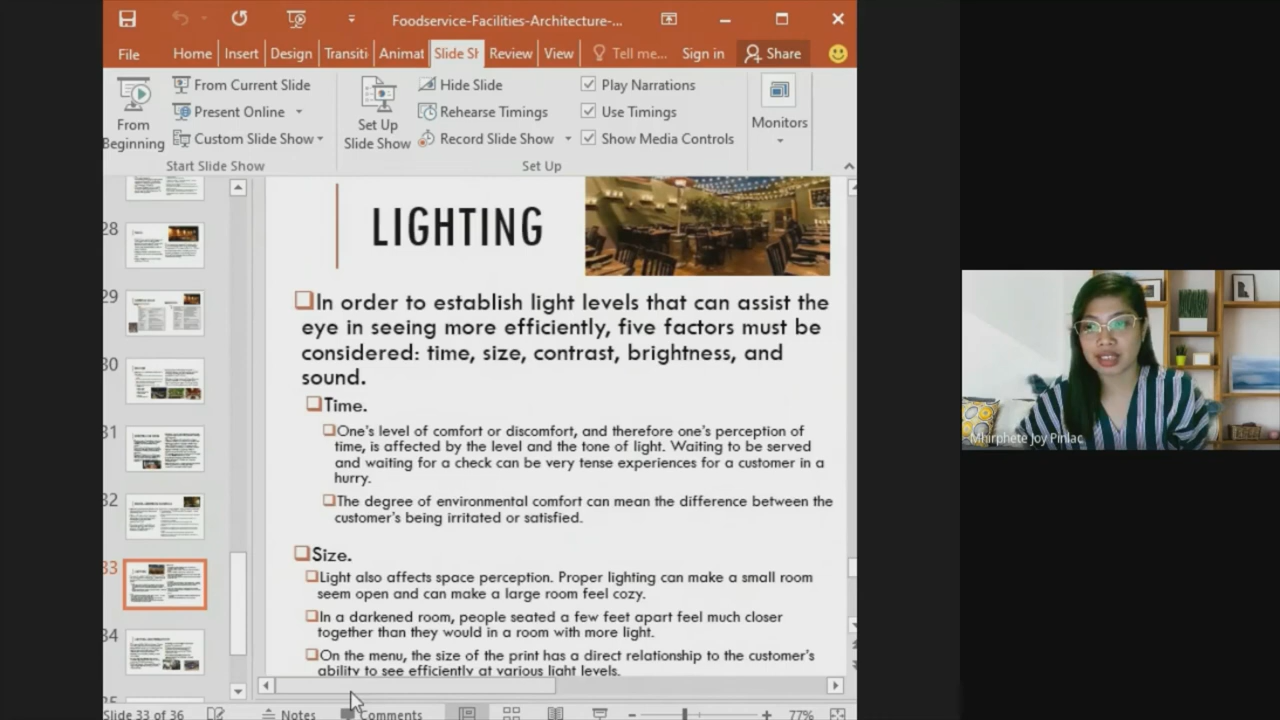 Foodservice-Facilities-Architecture-...
File Home Insert Design Transiti Animat Slide Sh Review View Tell me... Sign in Share
From Beginning
From Current Slide
Present Online
Custom Slide Show
Start Slide Show
Set Up Slide Show
Hide Slide
Rehearse Timings
Record Slide Show
Play Narrations
Use Timings
Show Media Controls
Set Up
Monitors
28
29
30
31
32
33
34
LIGHTING
In order to establish light levels that can assist the
eye in seeing more efficiently, five factors must be
considered: time, size, contrast, brightness, and
sound.
Time.
One's level of comfort or discomfort, and therefore one's perception of
time, is affected by the level and the tone of light. Waiting to be served
and waiting for a check can be very tense experiences for a customer in a
hurry.
The degree of environmental comfort can mean the difference between the
customer's being irritated or satisfied.
Size.
Light also affects space perception. Proper lighting can make a small room
seem open and can make a large room feel cozy.
In a darkened room, people seated a few feet apart feel much closer
together than they would in a room with more light.
On the menu, the size of the print has a direct relationship to the customer's
ability to see efficiently at various light levels.
Slide 33 of 36 Notes Comments 77%
Mhirphete Joy Pinlac